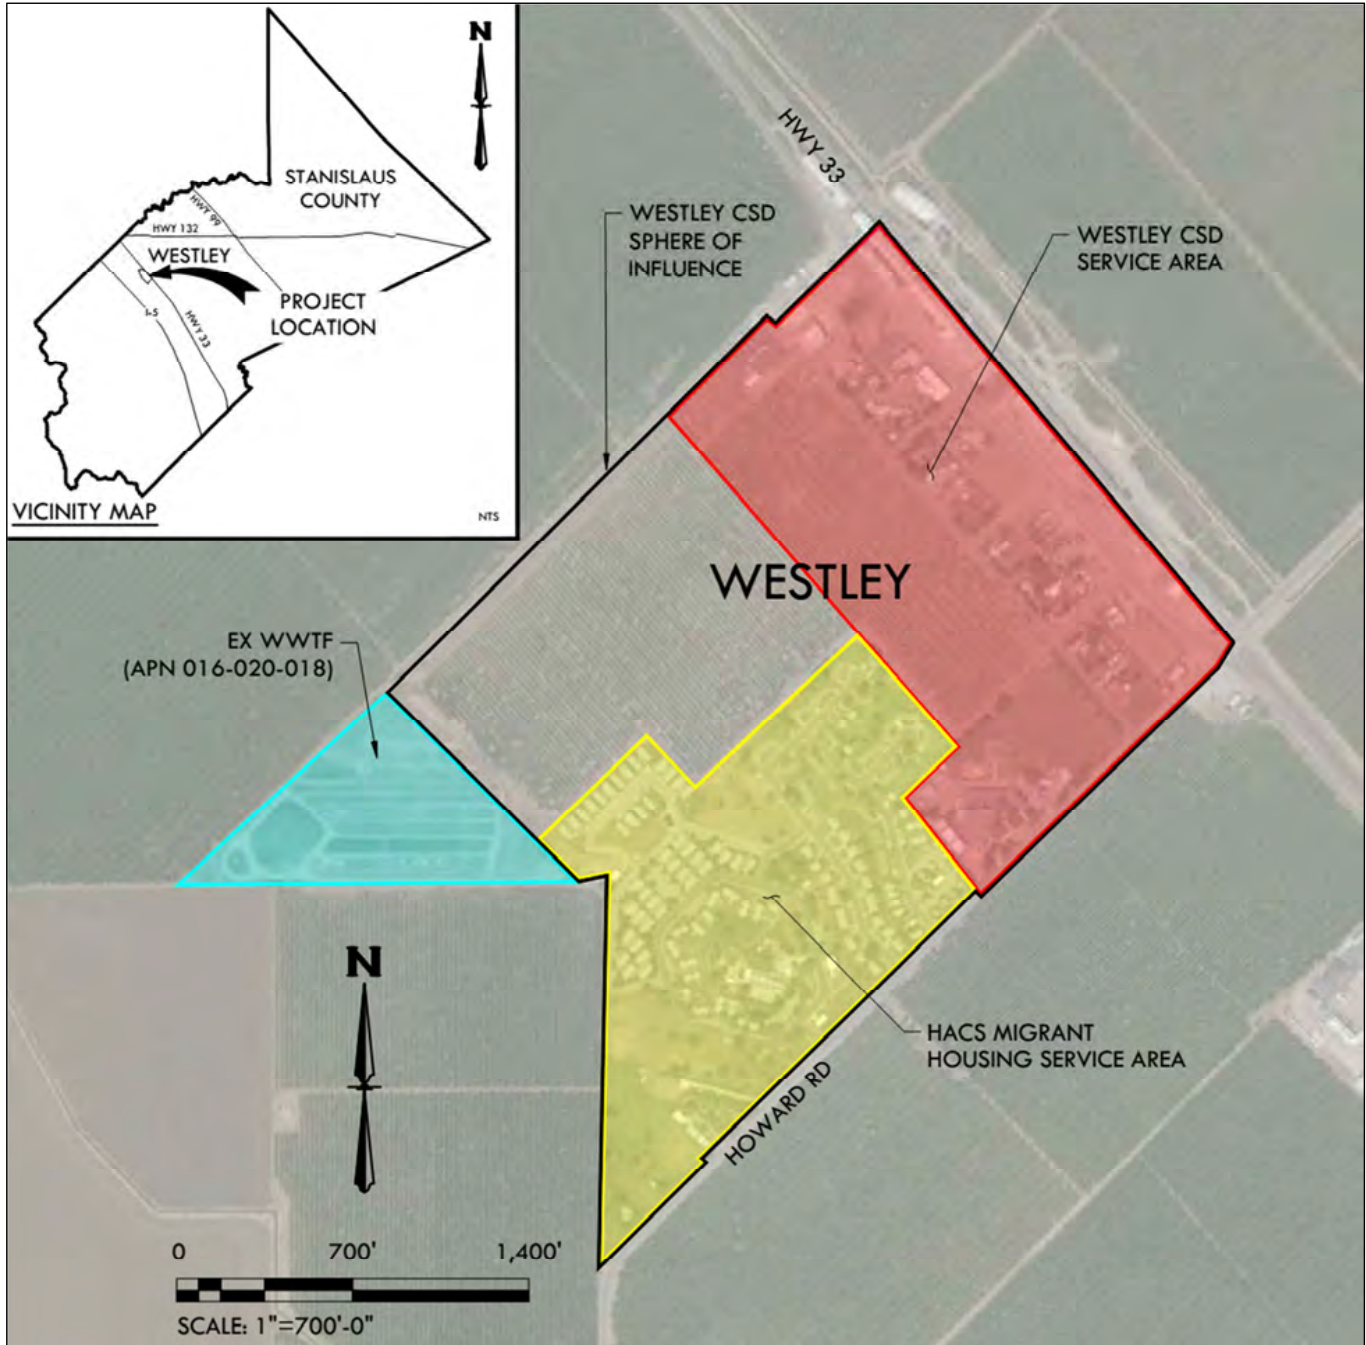 N
STANISLAUS
COUNTY
HWY 99
HWY 132
WESTLEY
PROJECT
LOCATION
I-5
HWY 33
VICINITY MAP
NTS
HWY 33
WESTLEY CSD
SPHERE OF
INFLUENCE
WESTLEY CSD
SERVICE AREA
WESTLEY
EX WWTF
(APN 016-020-018)
N
HACS MIGRANT
HOUSING SERVICE AREA
HOWARD RD
0 700' 1,400'
SCALE: 1"=700'-0"